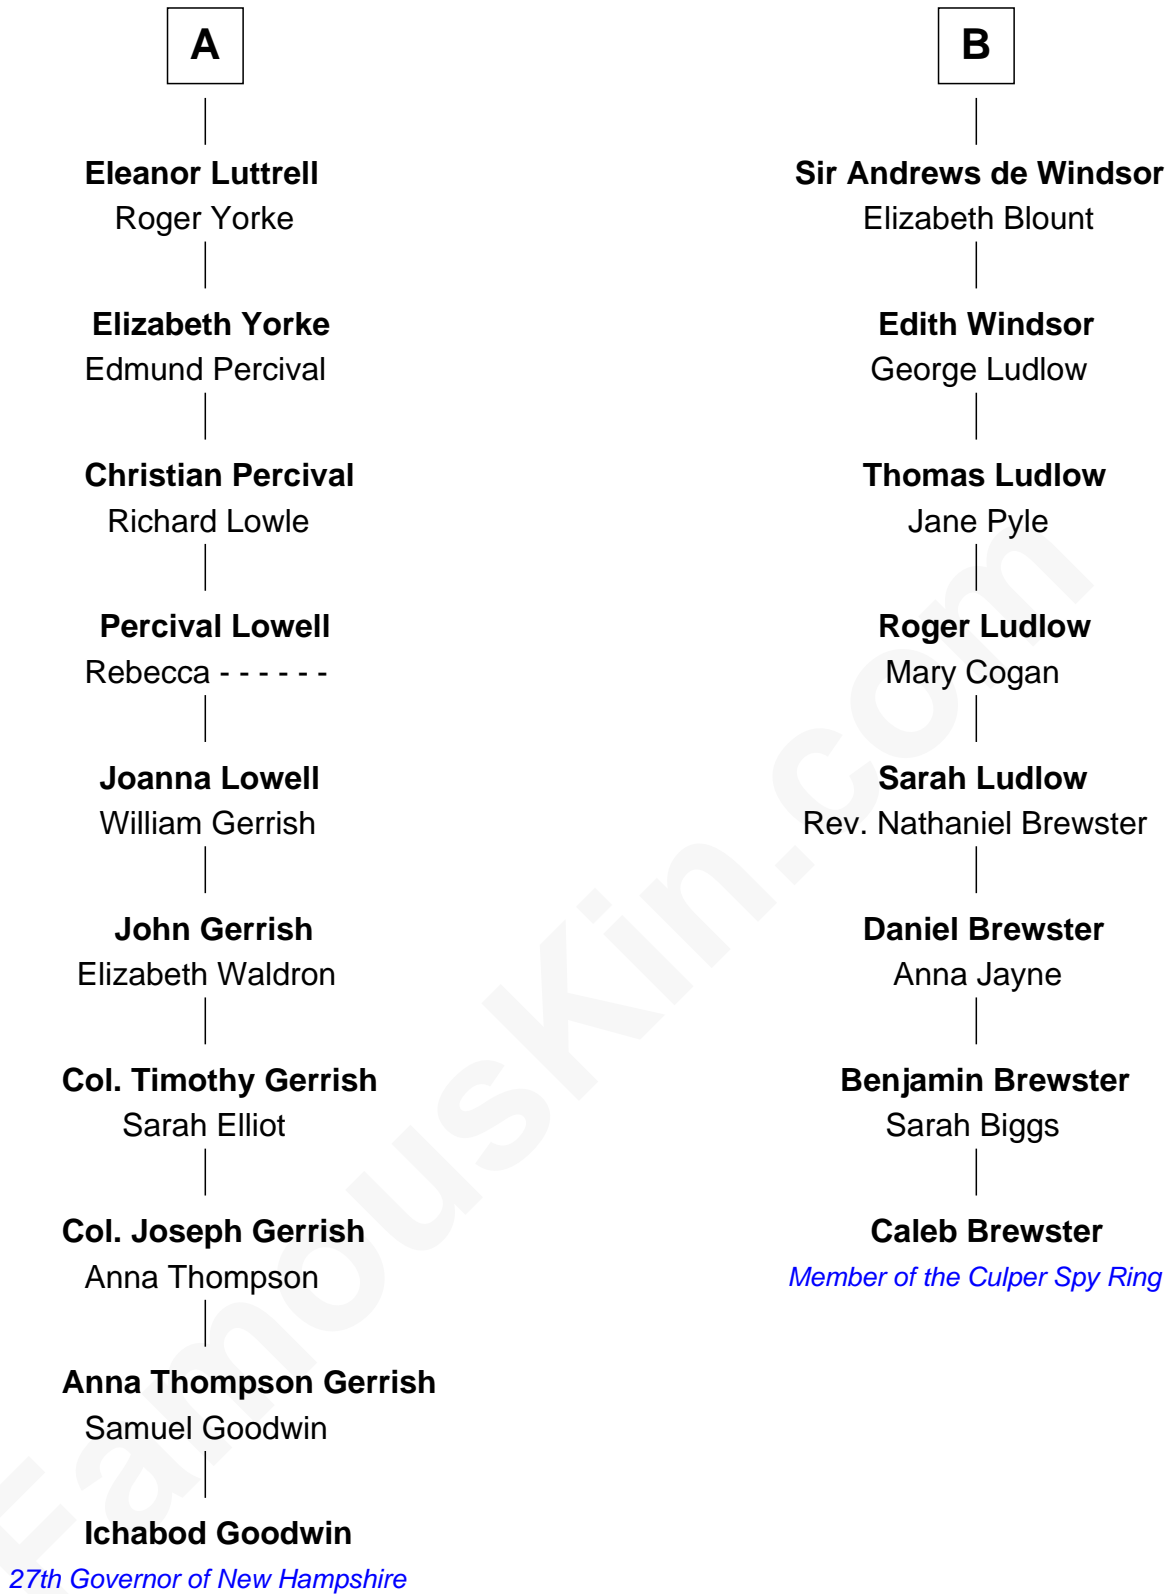 A
Eleanor Luttrell
Roger Yorke
Elizabeth Yorke
Edmund Percival
Christian Percival
Richard Lowle
Percival Lowell
Rebecca - - - - - -
Joanna Lowell
William Gerrish
John Gerrish
Elizabeth Waldron
Col. Timothy Gerrish
Sarah Elliot
Col. Joseph Gerrish
Anna Thompson
Anna Thompson Gerrish
Samuel Goodwin
Ichabod Goodwin
27th Governor of New Hampshire
B
Sir Andrews de Windsor
Elizabeth Blount
Edith Windsor
George Ludlow
Thomas Ludlow
Jane Pyle
Roger Ludlow
Mary Cogan
Sarah Ludlow
Rev. Nathaniel Brewster
Daniel Brewster
Anna Jayne
Benjamin Brewster
Sarah Biggs
Caleb Brewster
Member of the Culper Spy Ring
FamousKin.com